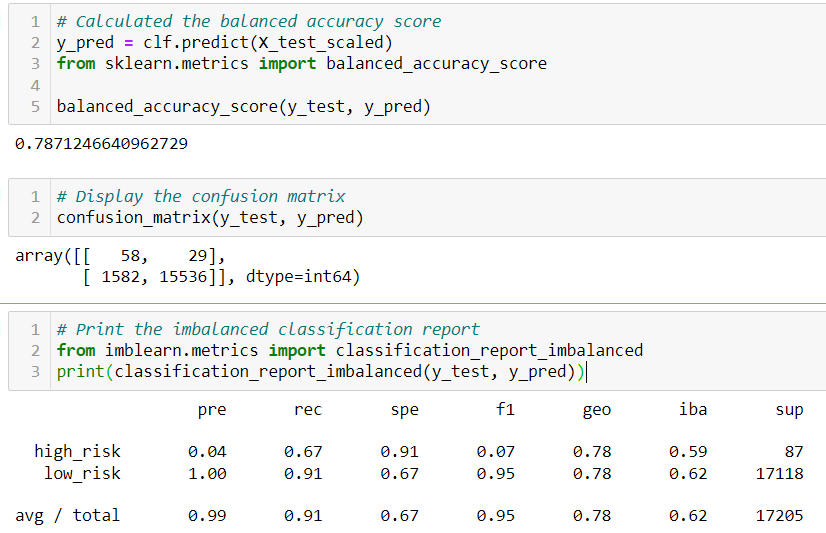 1 # Calculated the balanced accuracy score
2 y_pred = clf.predict(X_test_scaled)
3 from sklearn.metrics import balanced_accuracy_score
4
5 balanced_accuracy_score(y_test, y_pred)
0.7871246640962729
1 # Display the confusion matrix
2 confusion_matrix(y_test, y_pred)
array([[   58,    29],
       [ 1582, 15536]], dtype=int64)
1 # Print the imbalanced classification report
2 from imblearn.metrics import classification_report_imbalanced
3 print(classification_report_imbalanced(y_test, y_pred))
pre rec spe f1 geo iba sup
high_risk 0.04 0.67 0.91 0.07 0.78 0.59 87
low_risk 1.00 0.91 0.67 0.95 0.78 0.62 17118
avg / total 0.99 0.91 0.67 0.95 0.78 0.62 17205